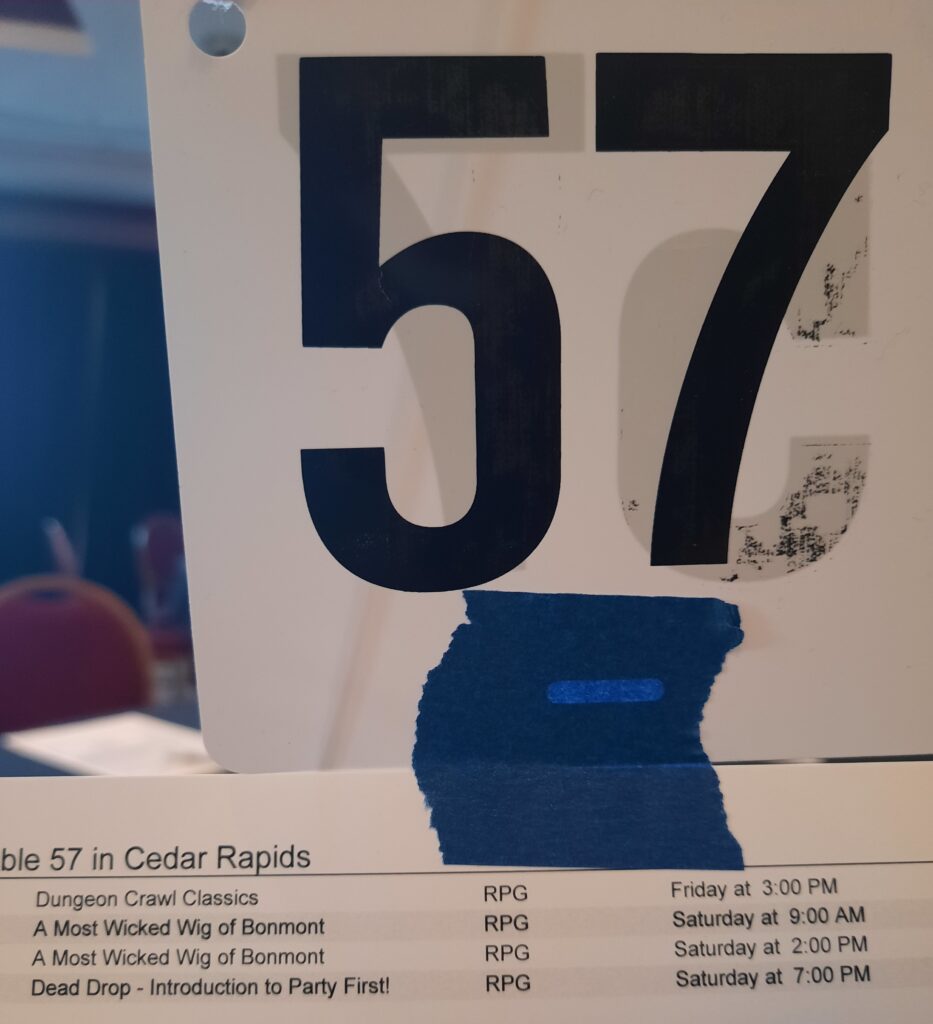 57
ble 57 in Cedar Rapids
Dungeon Crawl Classics RPG Friday at 3:00 PM
A Most Wicked Wig of Bonmont RPG Saturday at 9:00 AM
A Most Wicked Wig of Bonmont RPG Saturday at 2:00 PM
Dead Drop - Introduction to Party First! RPG Saturday at 7:00 PM